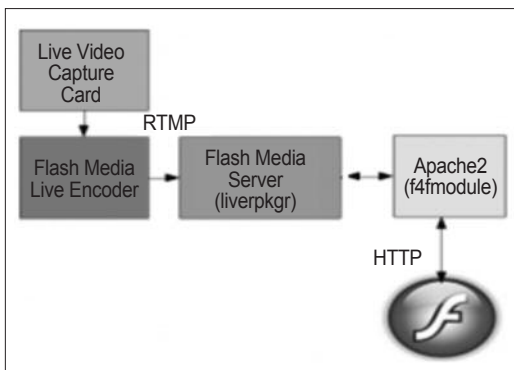 Live Video
Capture
Card
RTMP
Flash Media
Live Encoder
Flash Media
Server
(liverpkgr)
Apache2
(f4fmodule)
HTTP